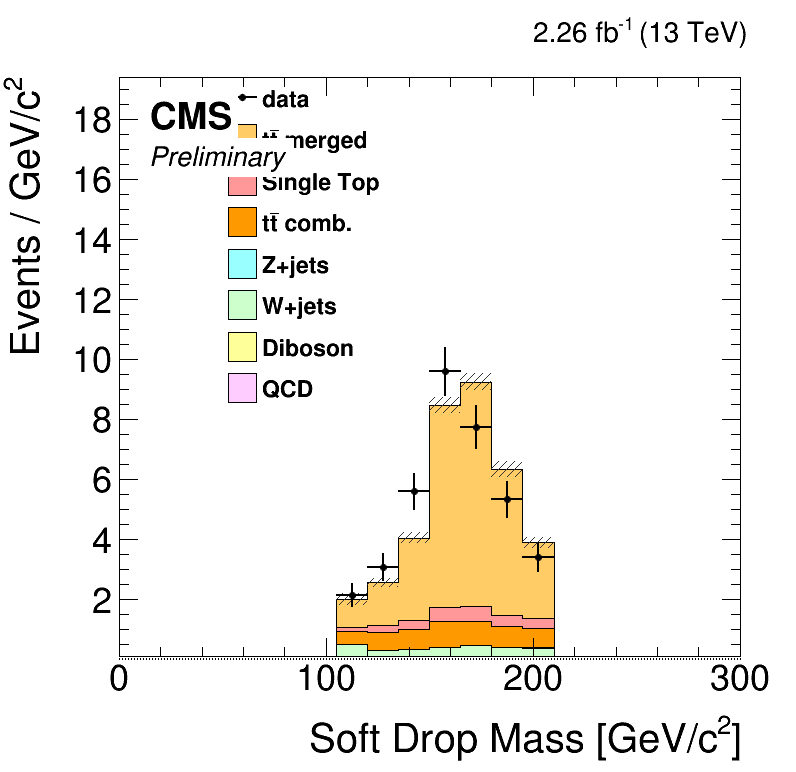 2.26 fb-1 (13 TeV)
Events / GeV/c2
CMS
Preliminary
data
tt̄ merged
Single Top
tt̄ comb.
Z+jets
W+jets
Diboson
QCD
18
16
14
12
10
8
6
4
2
0 100 200 300
Soft Drop Mass [GeV/c2]